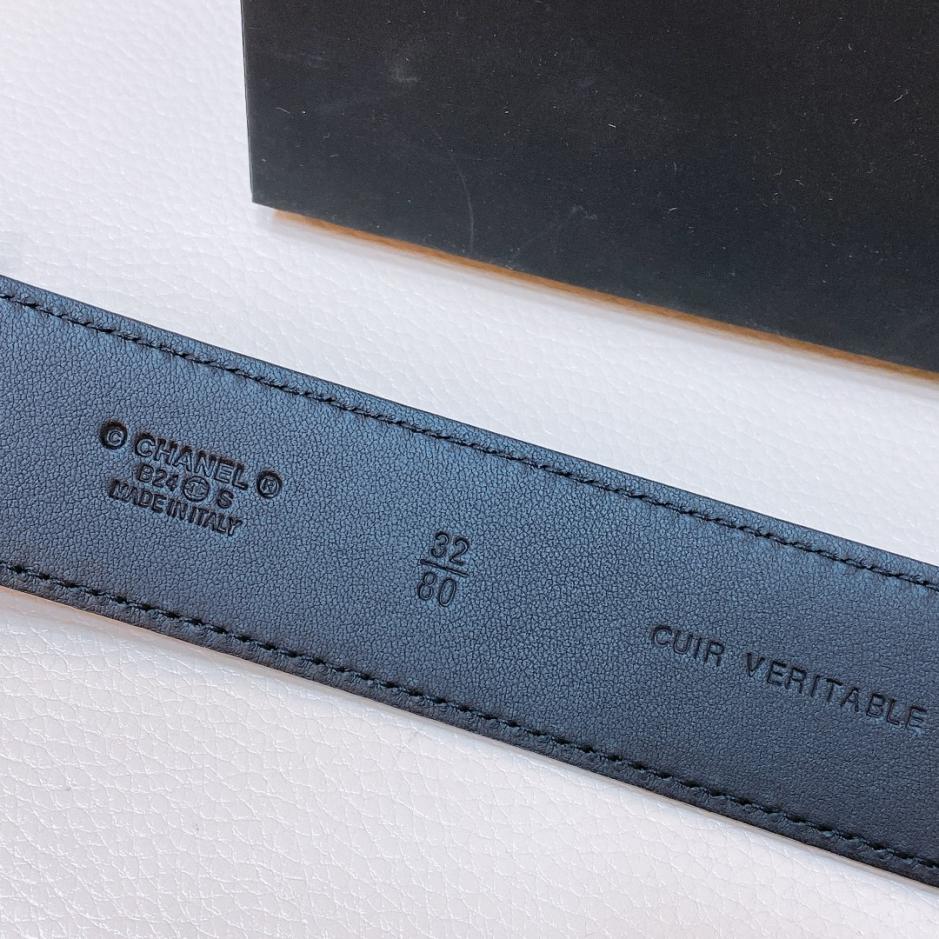 © CHANEL ®
B24 S
MADE IN ITALY
32
80
CUIR VERITABLE